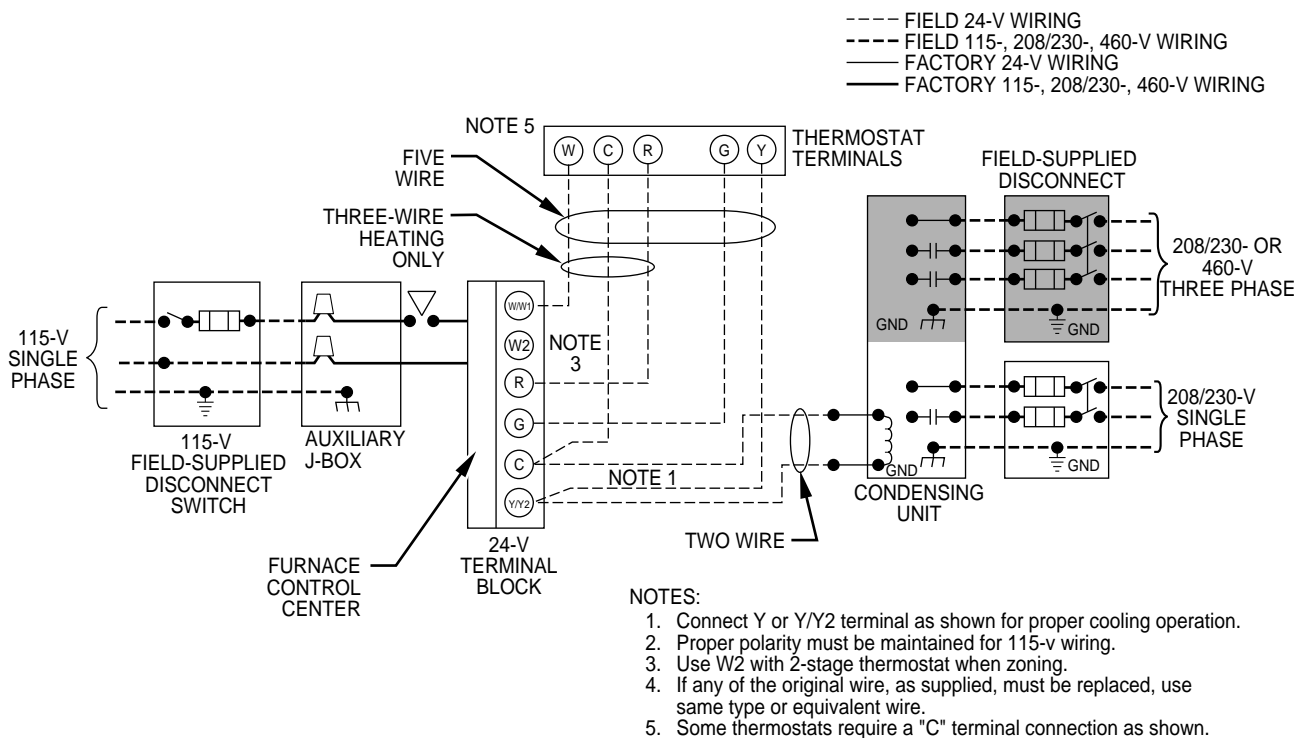 FIELD 24-V WIRING
FIELD 115-, 208/230-, 460-V WIRING
FACTORY 24-V WIRING
FACTORY 115-, 208/230-, 460-V WIRING
NOTE 5
W C R G Y
THERMOSTAT
TERMINALS
FIVE
WIRE
THREE-WIRE
HEATING
ONLY
FIELD-SUPPLIED
DISCONNECT
208/230- OR
460-V
THREE PHASE
GND
GND
115-V
SINGLE
PHASE
W/W1
W2
R
G
C
Y/Y2
NOTE
3
NOTE 1
115-V
FIELD-SUPPLIED
DISCONNECT
SWITCH
AUXILIARY
J-BOX
208/230-V
SINGLE
PHASE
GND
GND
CONDENSING
UNIT
TWO WIRE
FURNACE
CONTROL
CENTER
24-V
TERMINAL
BLOCK
NOTES:
1. Connect Y or Y/Y2 terminal as shown for proper cooling operation.
2. Proper polarity must be maintained for 115-v wiring.
3. Use W2 with 2-stage thermostat when zoning.
4. If any of the original wire, as supplied, must be replaced, use
same type or equivalent wire.
5. Some thermostats require a "C" terminal connection as shown.